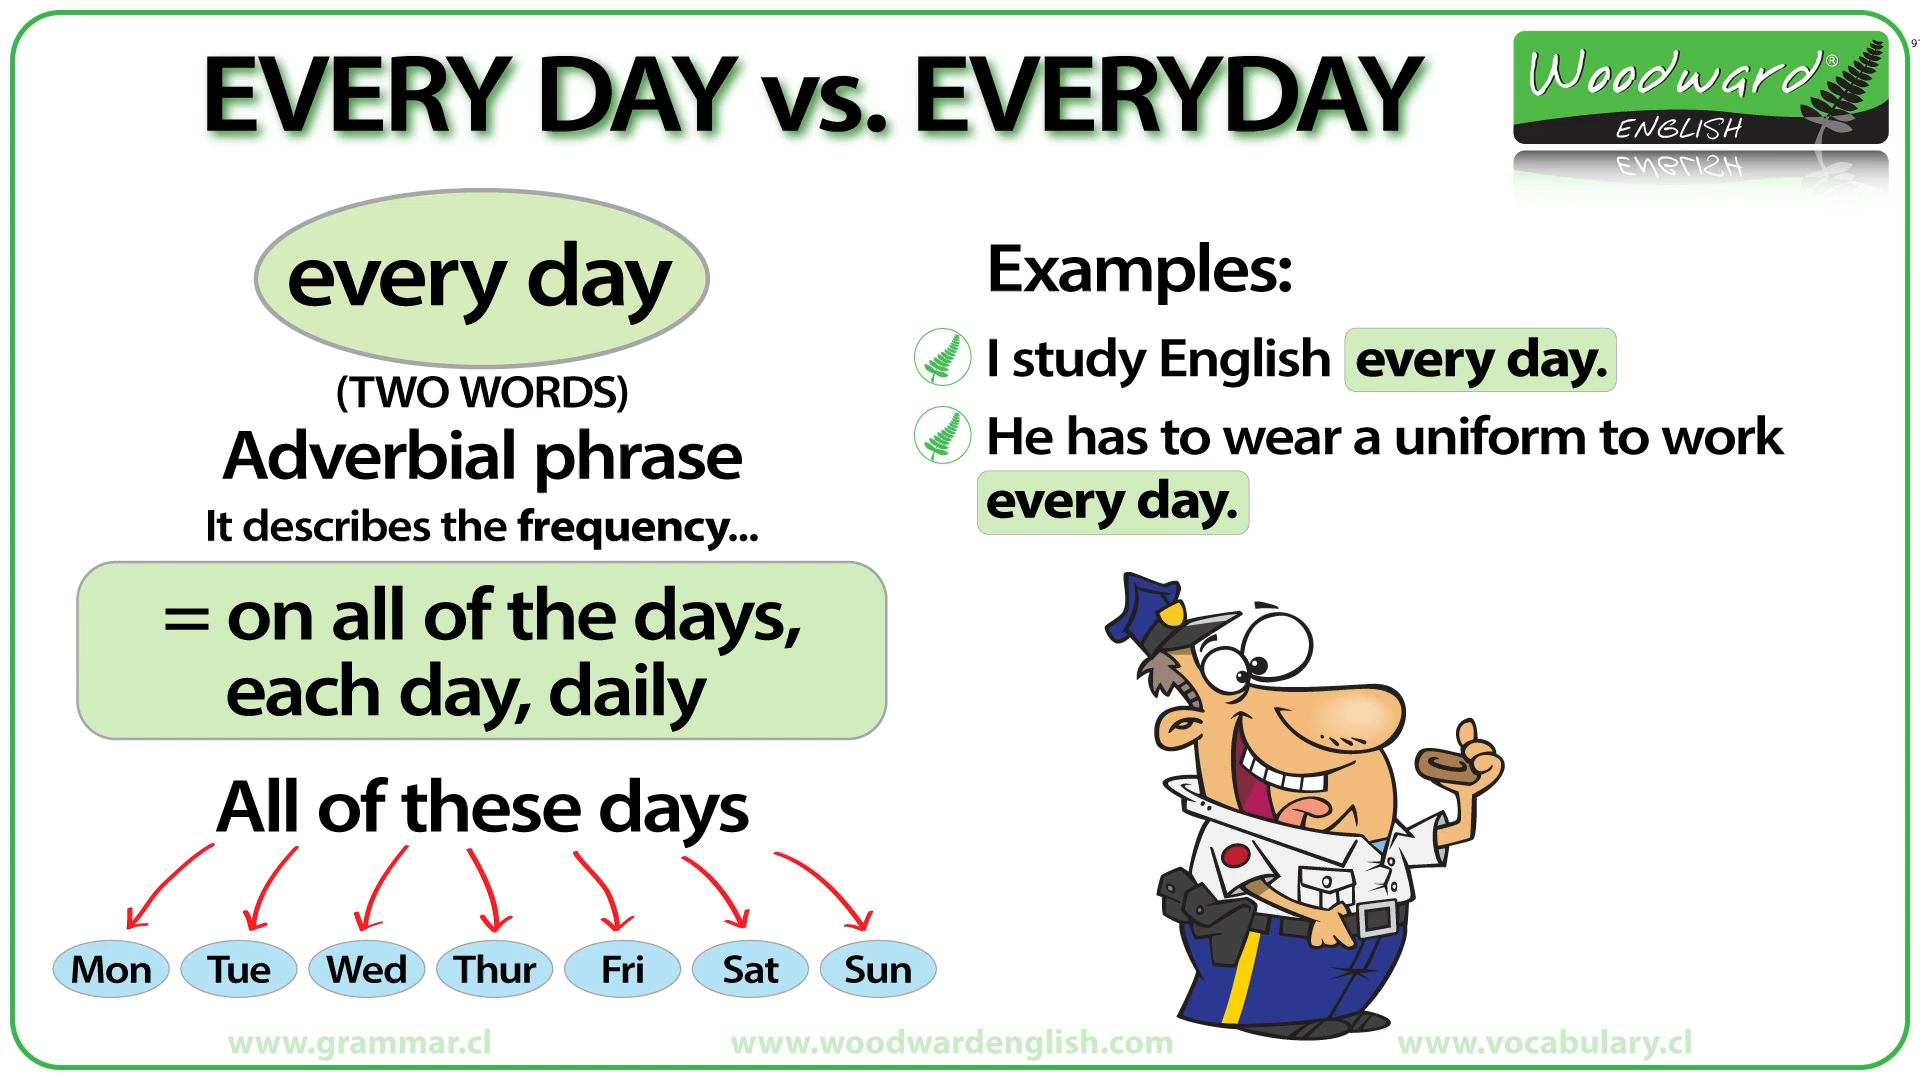 EVERY DAY vs. EVERYDAY
Woodward®
ENGLISH
every day
(TWO WORDS)
Adverbial phrase
It describes the frequency...
= on all of the days,
each day, daily
All of these days
Mon Tue Wed Thur Fri Sat Sun
Examples:
I study English every day.
He has to wear a uniform to work
every day.
www.grammar.cl www.woodwardenglish.com www.vocabulary.cl